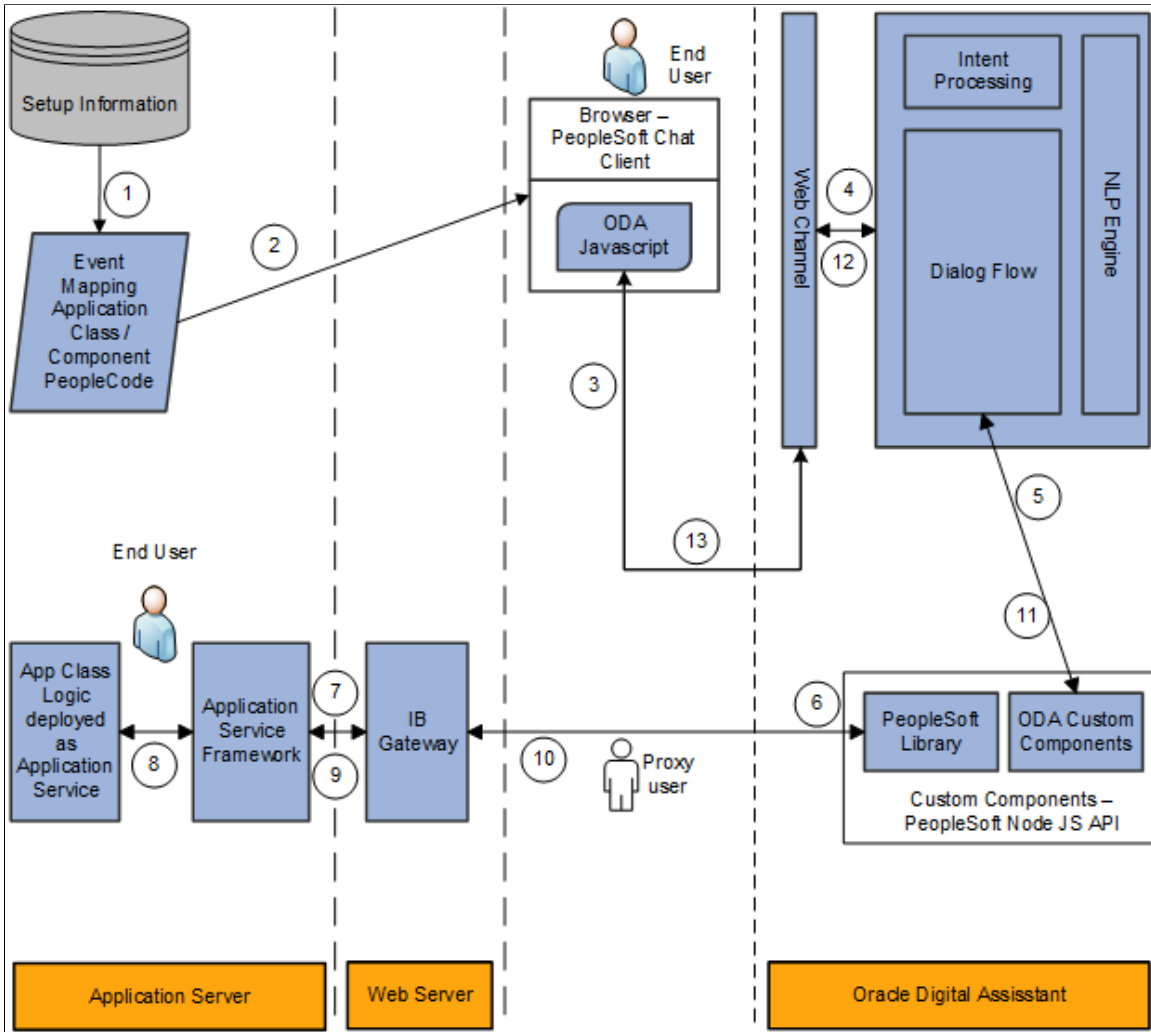 Setup Information
1
Event
Mapping
Application
Class /
Component
PeopleCode
2
End
User
Browser –
PeopleSoft Chat
Client
ODA
Javascript
3
13
Web Channel
4
12
Intent
Processing
Dialog Flow
NLP Engine
5
11
End User
App Class
Logic
deployed
as
Application
Service
8
Application
Service
Framework
7
9
IB
Gateway
10
Proxy
user
6
PeopleSoft
Library
ODA Custom
Components
Custom Components –
PeopleSoft Node JS API
Application Server
Web Server
Oracle Digital Assisstant